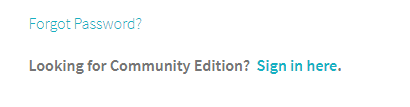 Forgot Password?
Looking for Community Edition? Sign in here.